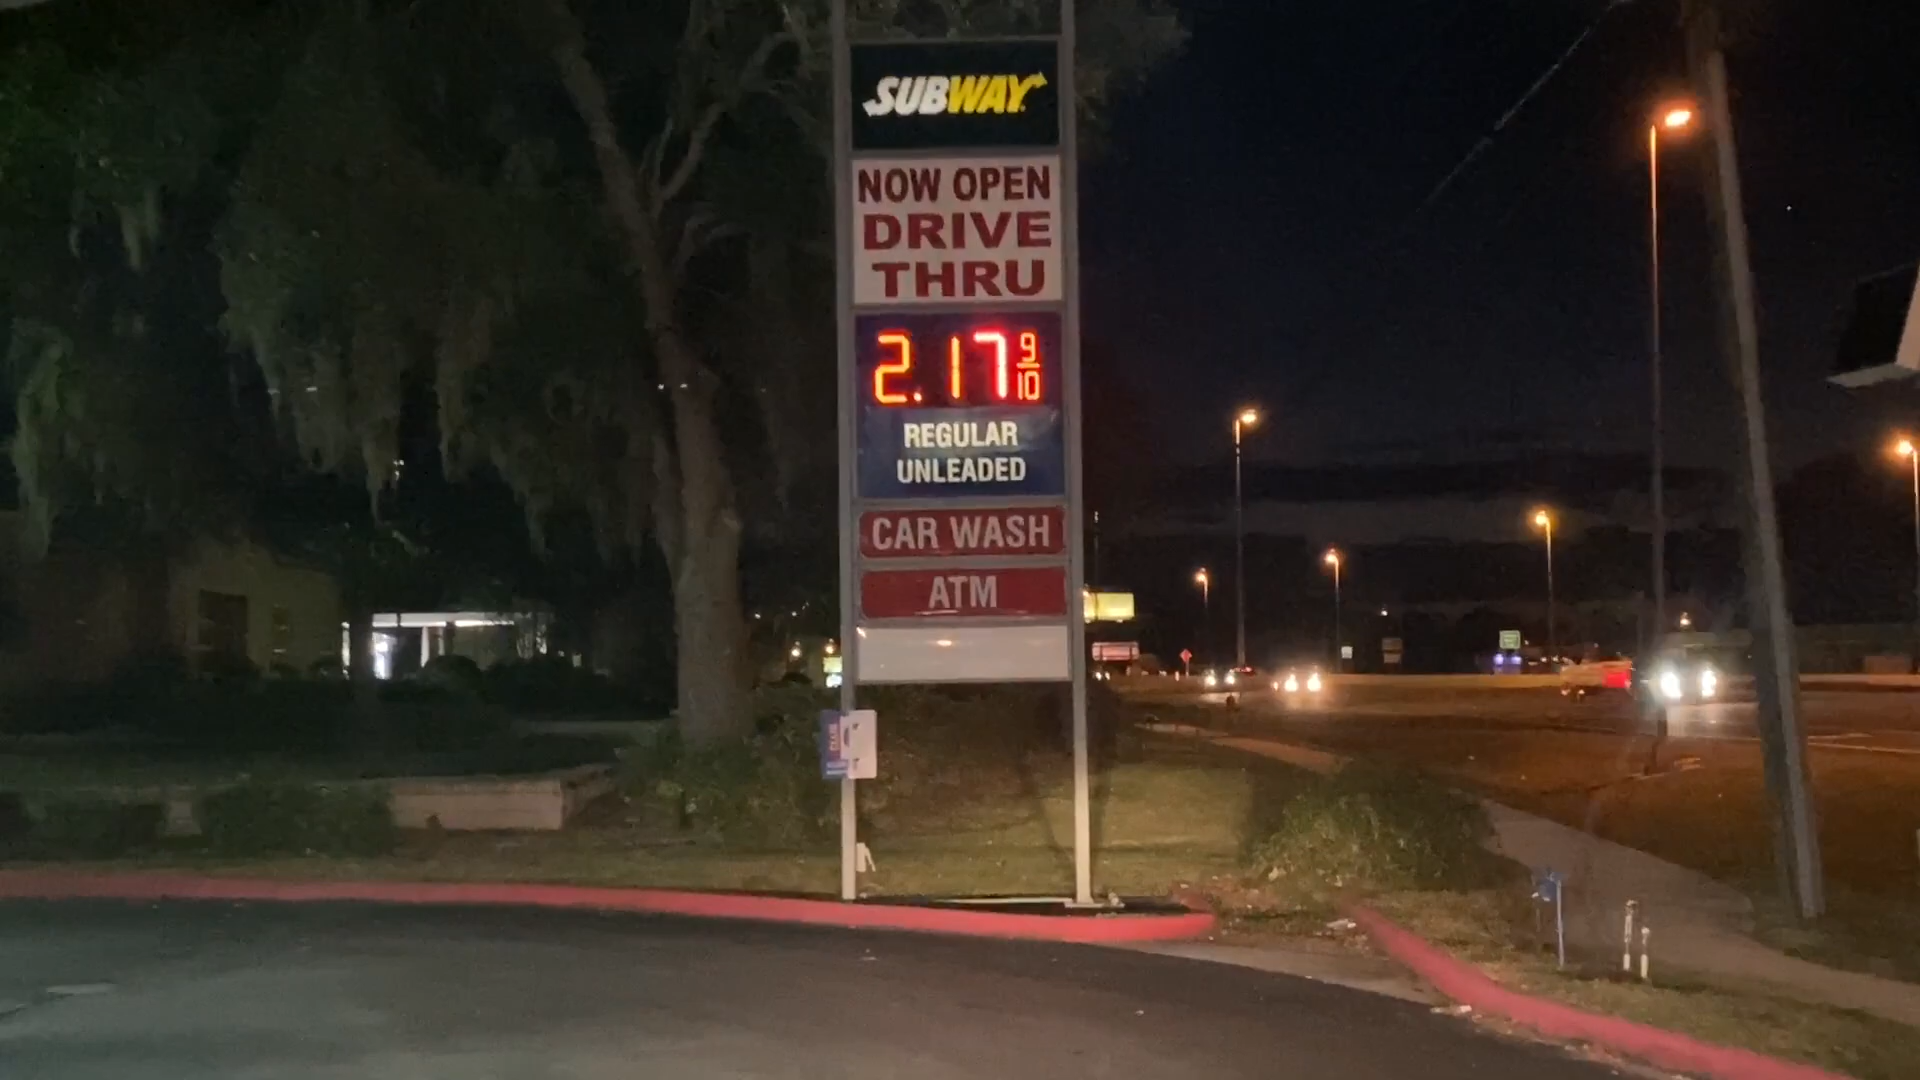 SUBWAY
NOW OPEN
DRIVE
THRU
2.17 9/10
REGULAR
UNLEADED
CAR WASH
ATM